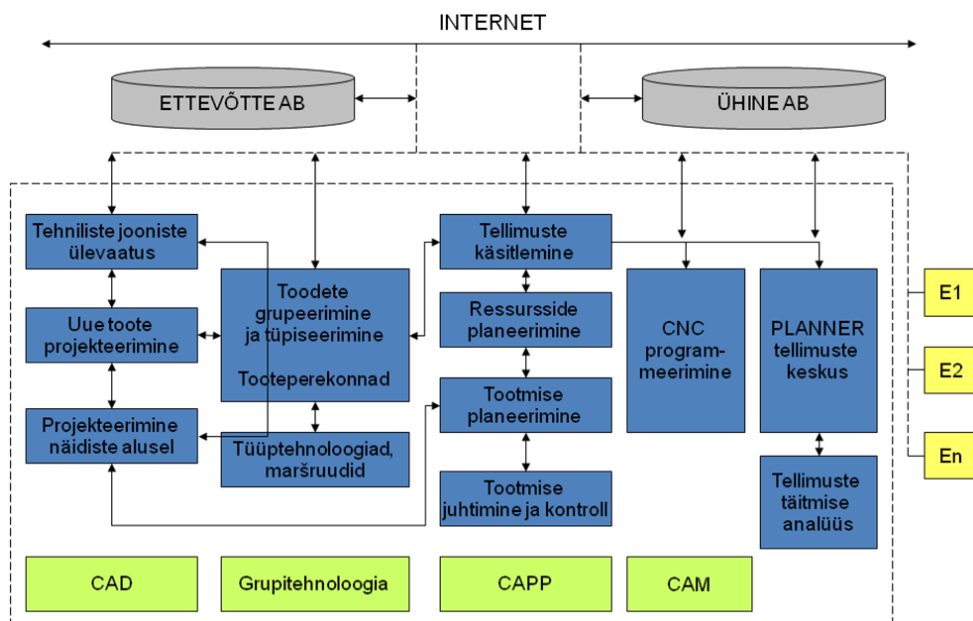 INTERNET
ETTEVÕTTE AB
ÜHINE AB
Tehniliste jooniste
ülevaatus
Uue toote
projekteerimine
Projekteerimine
näidiste alusel
Toodete
grupeerimine
ja tüpiseerimine
Tooteperekonnad
Tüüptehnoloogiad,
maršruudid
Tellimuste
käsitlemine
Ressursside
planeerimine
Tootmise
planeerimine
Tootmise
juhtimine ja kontroll
CNC
program-
meerimine
PLANNER
tellimuste
keskus
Tellimuste
täitmise
analüüs
E1
E2
En
CAD
Grupitehnoloogia
CAPP
CAM